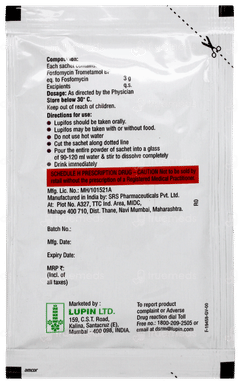 Composition:
Each sachet contains:
Fosfomycin Trometamol BP
eq. to Fosfomycin 3 g
Excipients q.s.
Dosage: As directed by the Physician
Store below 30° C.
Keep out of reach of children.
Directions for use:
● Lupifos should be taken orally.
● Lupifos may be taken with or without food.
● Do not use hot water
● Cut the sachet along dotted line
● Pour the entire powder of sachet into a glass
of 90-120 ml water & stir to dissolve completely
● Drink immediately
SCHEDULE H PRESCRIPTION DRUG - CAUTION Not to be sold by
retail without the prescription of a Registered Medical Practitioner.
Mfg. Lic. No.: MH/101521A
Manufactured in India by: SRS Pharmaceuticals Pvt. Ltd.
At: Plot No. A327, TTC Ind. Area, MIDC,
Mahape 400 710, Dist. Thane, Navi Mumbai, Maharashtra.
RD
Batch No.:
Mfg. Date:
Expiry Date:
MRP ₹:
(Incl. of
all taxes)
Marketed by :
LUPIN LTD.
159, C.S.T. Road,
Kalina, Santacruz (E),
Mumbai - 400 098, INDIA.
To report product
complaint or Adverse
Drug reaction dial Toll
Free no.: 1800-209-2505 or
email at dsrm@lupin.com
amcor